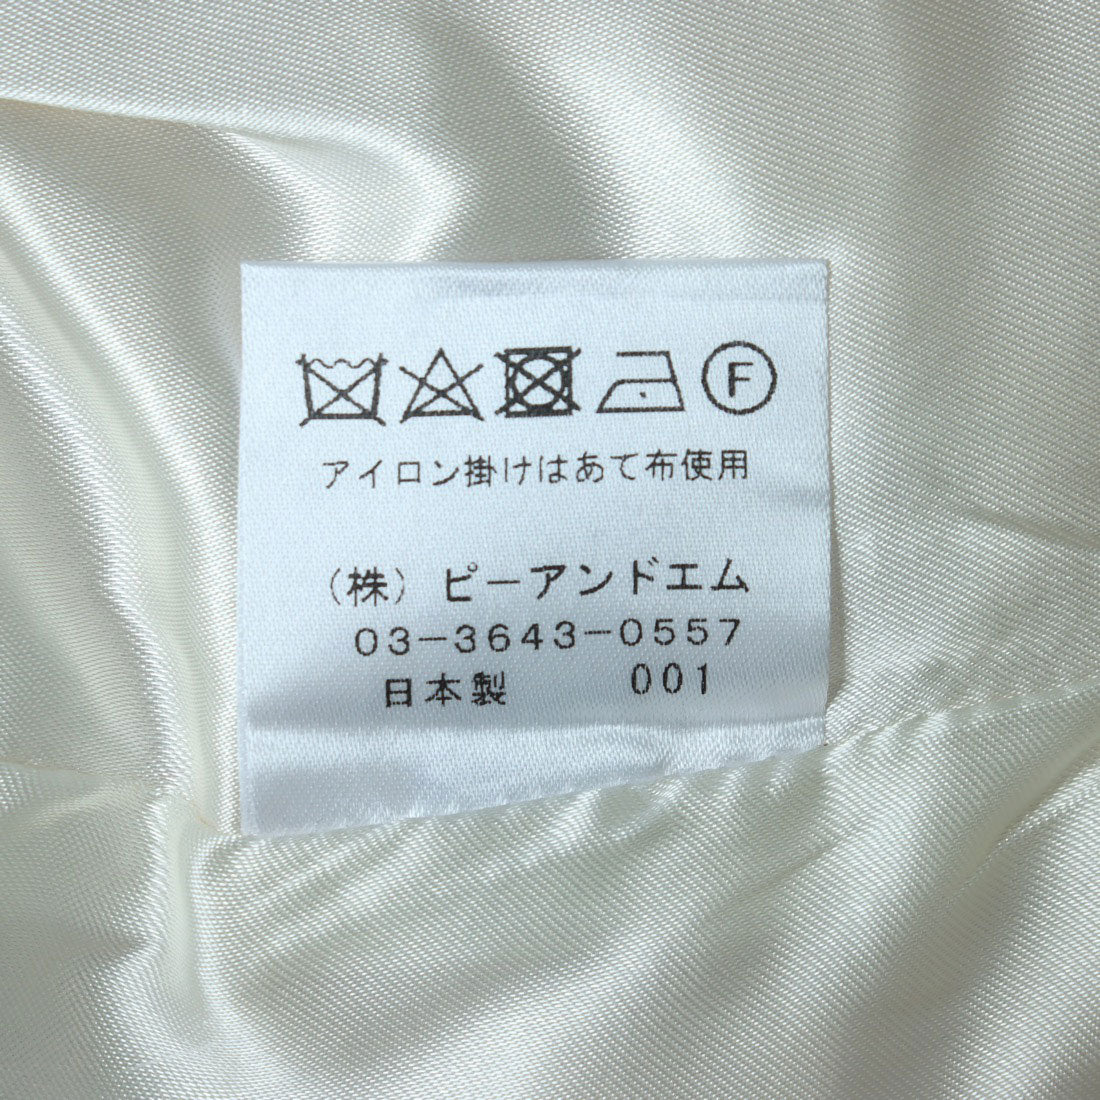 F
アイロン掛けはあて布使用
（株）ピーアンドエム
03-3643-0557
日本製 001